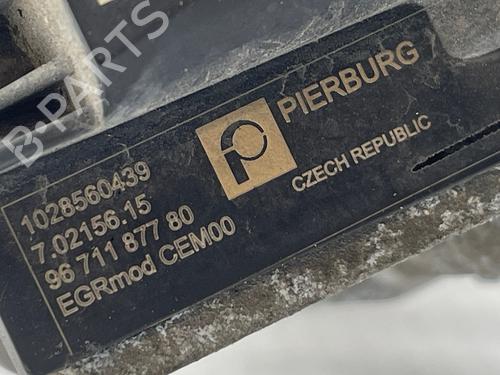 B-PARTS
PIERBURG
CZECH REPUBLIC
1028560439
7.02156.15
96 711 877 80
EGRmod CEM00